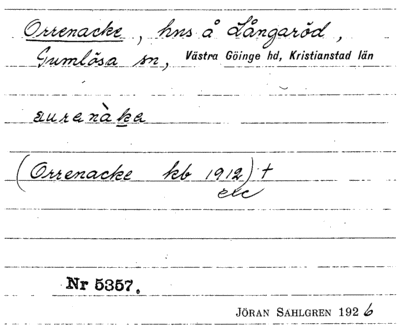 Orrenacke, hns å Långaröd,
Gumlösa sn, Västra Göinge hd, Kristianstad län
aurenàka
(Orrenacke kb 1912) +
etc
Nr 5357.
JÖRAN SAHLGREN 1926